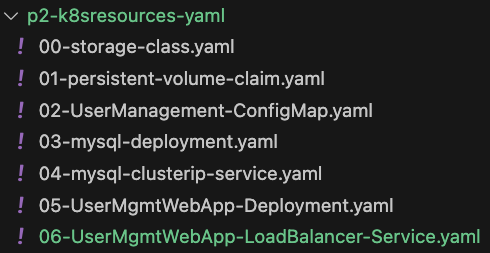 p2-k8sresources-yaml
! 00-storage-class.yaml
! 01-persistent-volume-claim.yaml
! 02-UserManagement-ConfigMap.yaml
! 03-mysql-deployment.yaml
! 04-mysql-clusterip-service.yaml
! 05-UserMgmtWebApp-Deployment.yaml
! 06-UserMgmtWebApp-LoadBalancer-Service.yaml